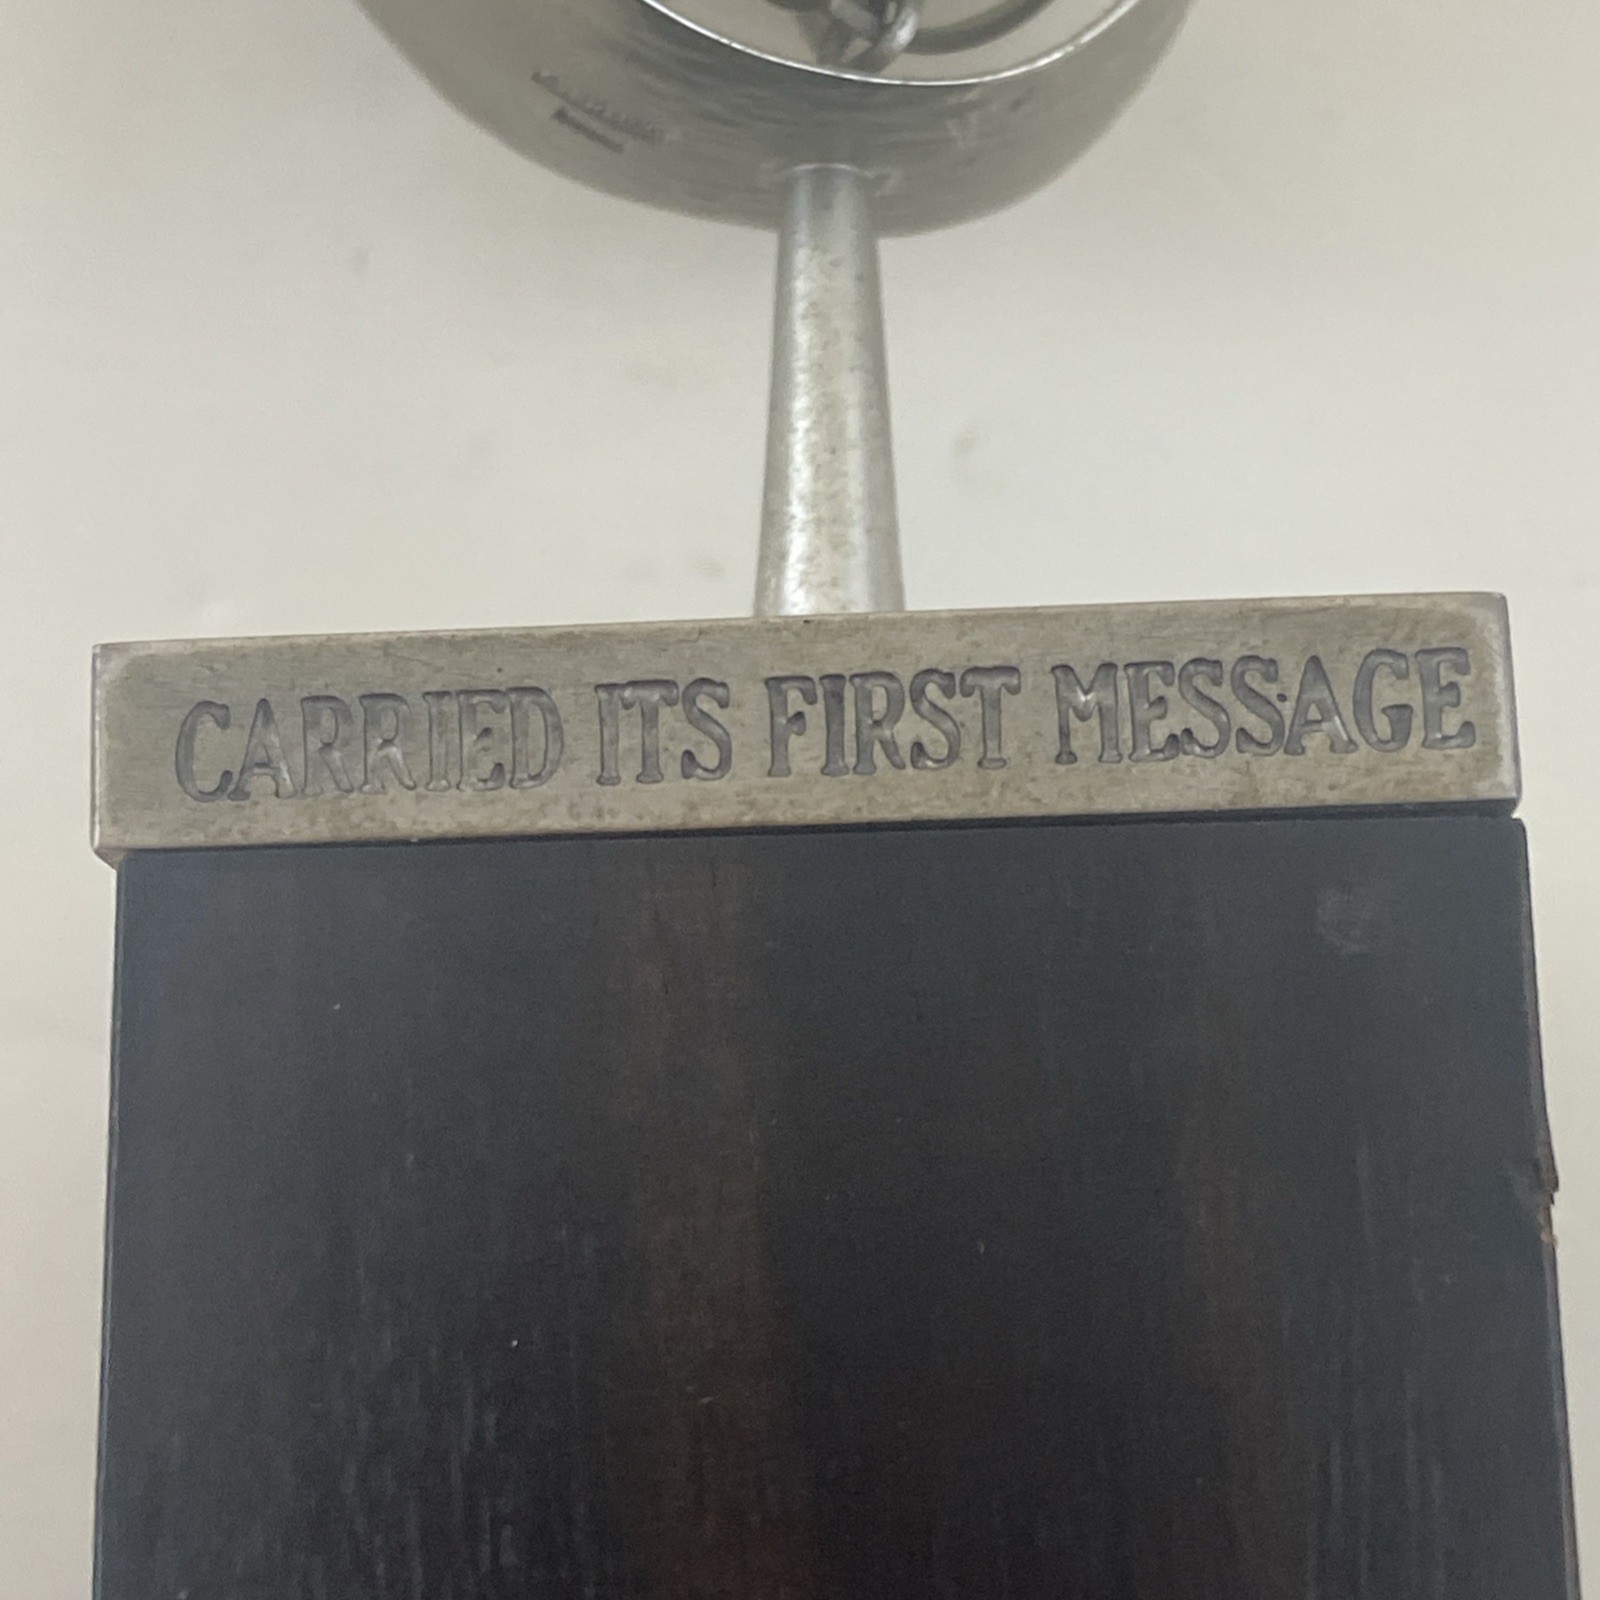 CARRIED ITS FIRST MESSAGE